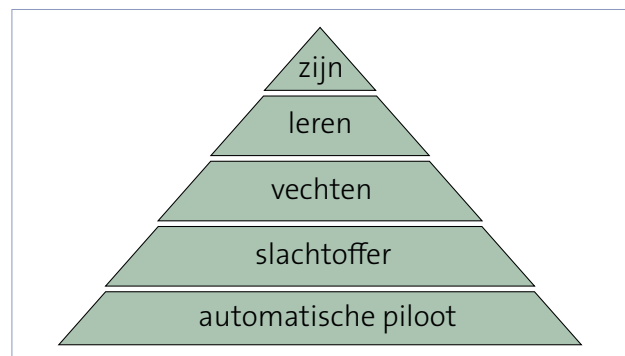 zijn
leren
vechten
slachtoffer
automatische piloot